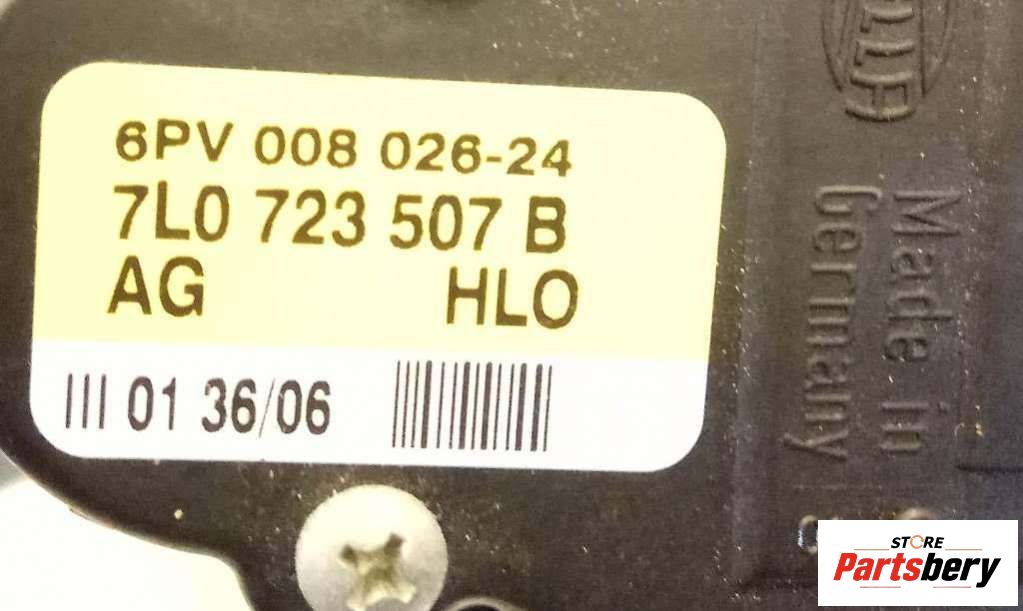 6PV 008 026-24
7L0 723 507 B
AG HLO
III 01 36/06
Made in
Germany
STORE
Partsbery